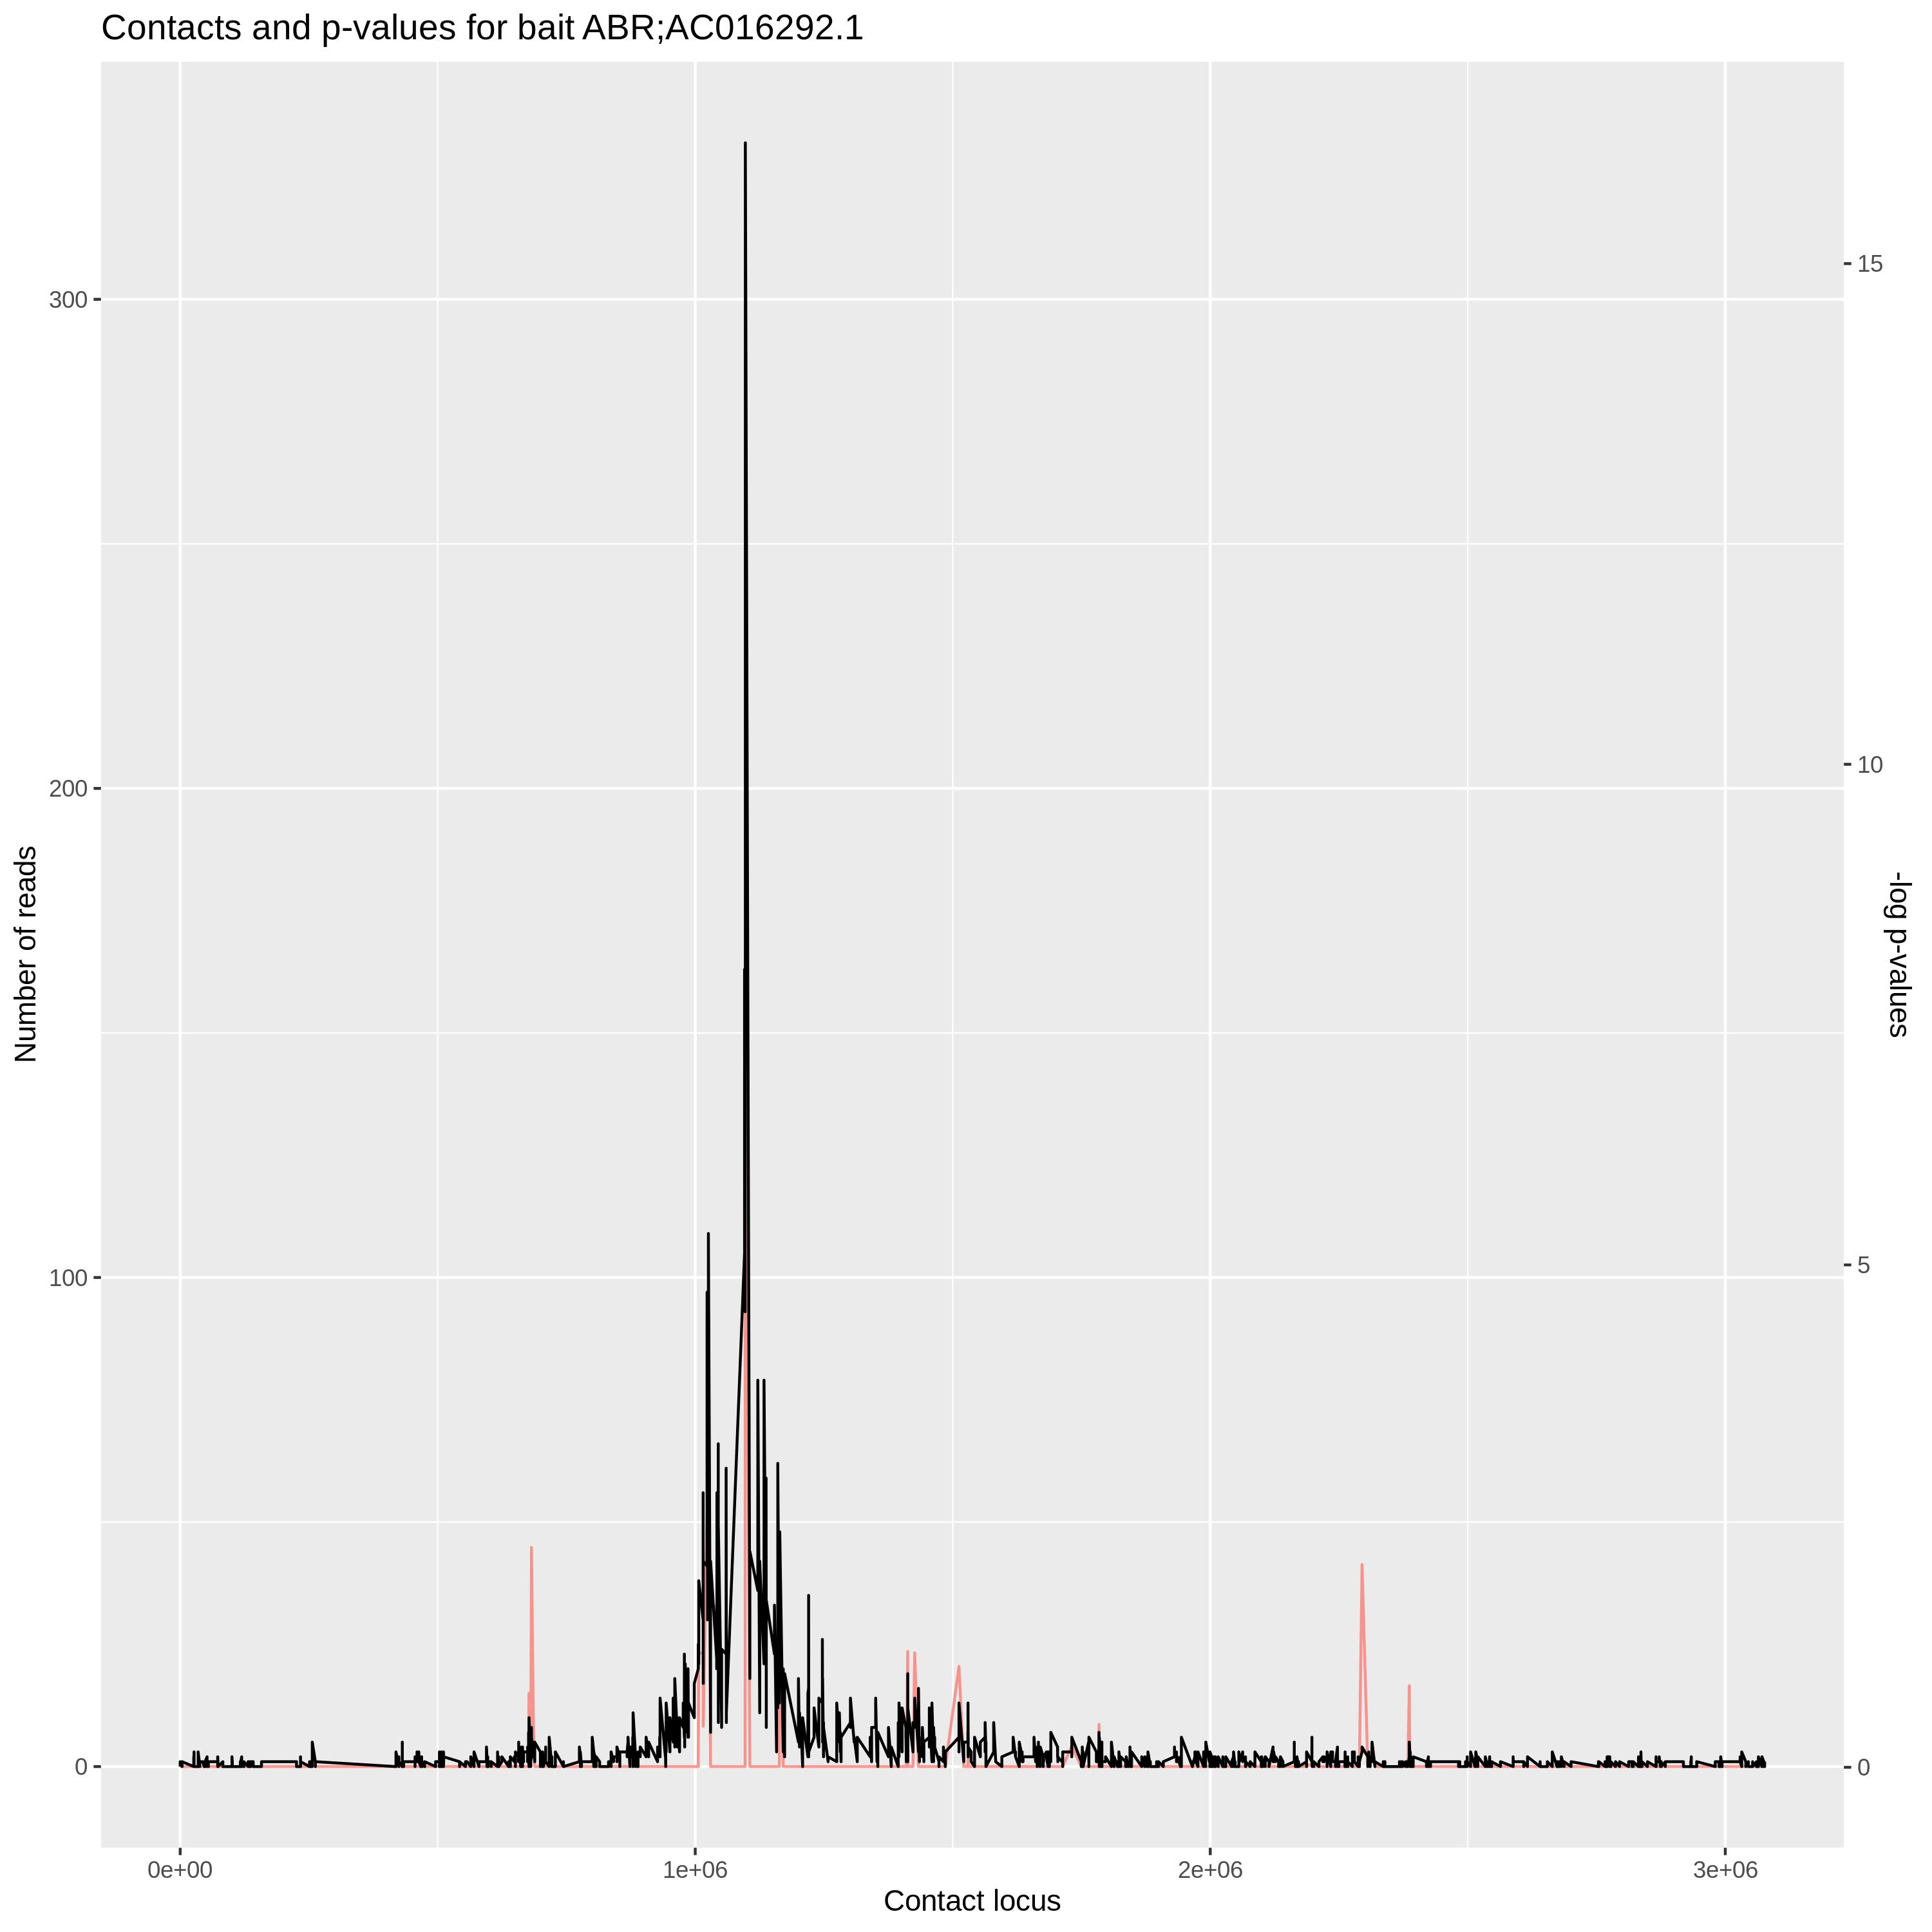 Contacts and p-values for bait ABR;AC016292.1
300
200
100
0
Number of reads
15
10
5
0
-log p-values
0e+00
1e+06
2e+06
3e+06
Contact locus